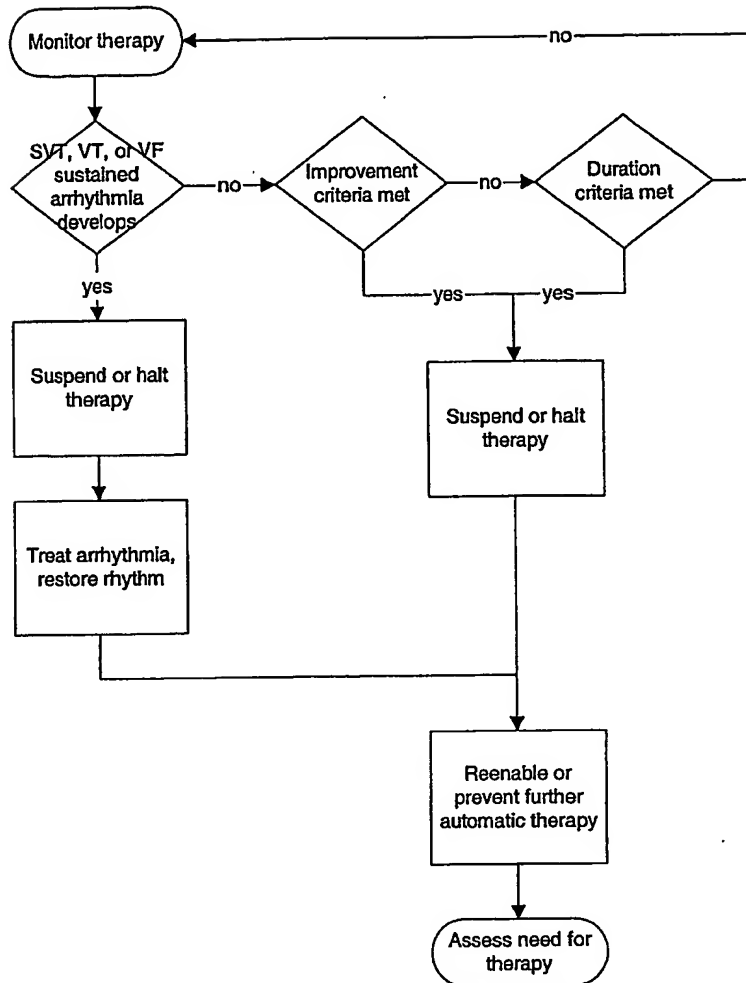 Monitor therapy
no
SVT, VT, or VF
sustained
arrhythmia
develops
no
Improvement
criteria met
no
Duration
criteria met
yes
yes
yes
Suspend or halt
therapy
Suspend or halt
therapy
Treat arrhythmia,
restore rhythm
Reenable or
prevent further
automatic therapy
Assess need for
therapy